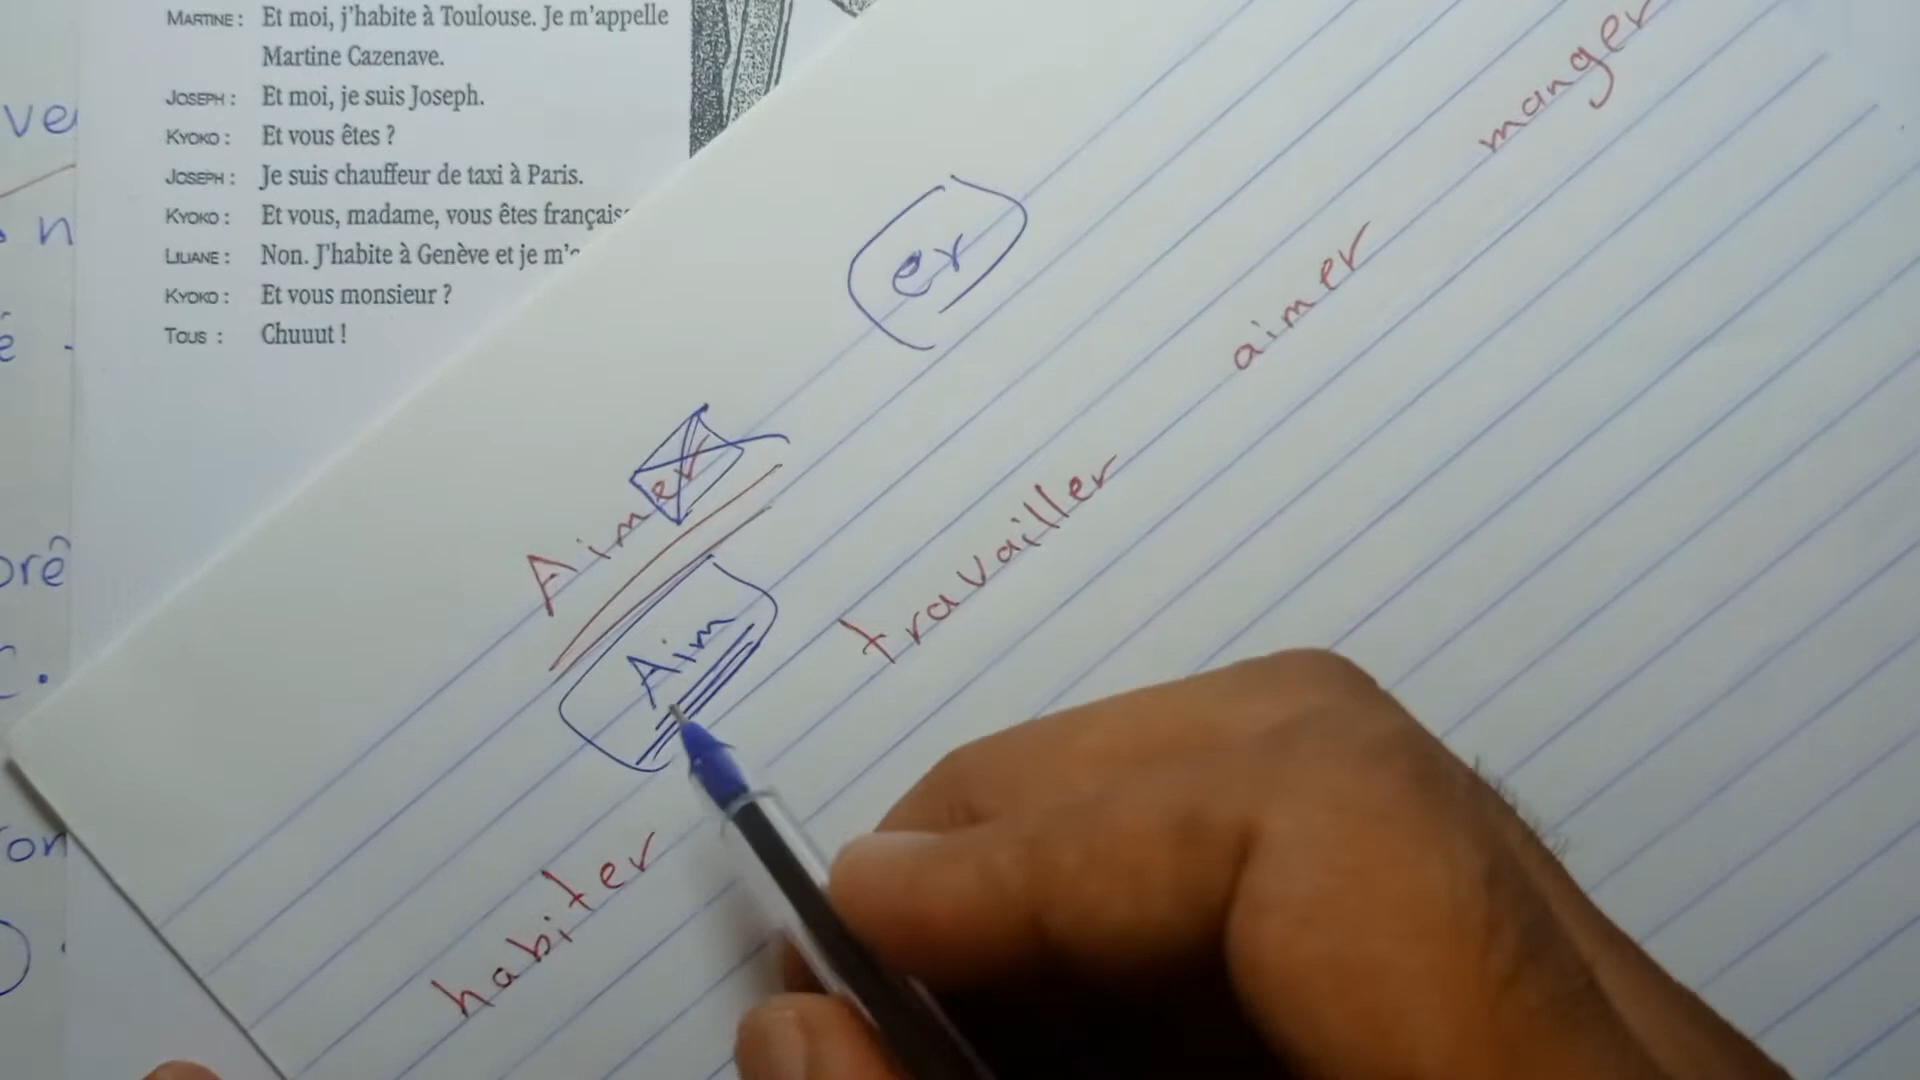 MARTINE : Et moi, j'habite à Toulouse. Je m'appelle
Martine Cazenave.
JOSEPH : Et moi, je suis Joseph.
KYOKO : Et vous êtes ?
JOSEPH : Je suis chauffeur de taxi à Paris.
KYOKO : Et vous, madame, vous êtes français
LILIANE : Non. J'habite à Genève et je m'
KYOKO : Et vous monsieur ?
TOUS : Chuuut !
er
Aimer
Aim
habiter
travailler
aimer
manger